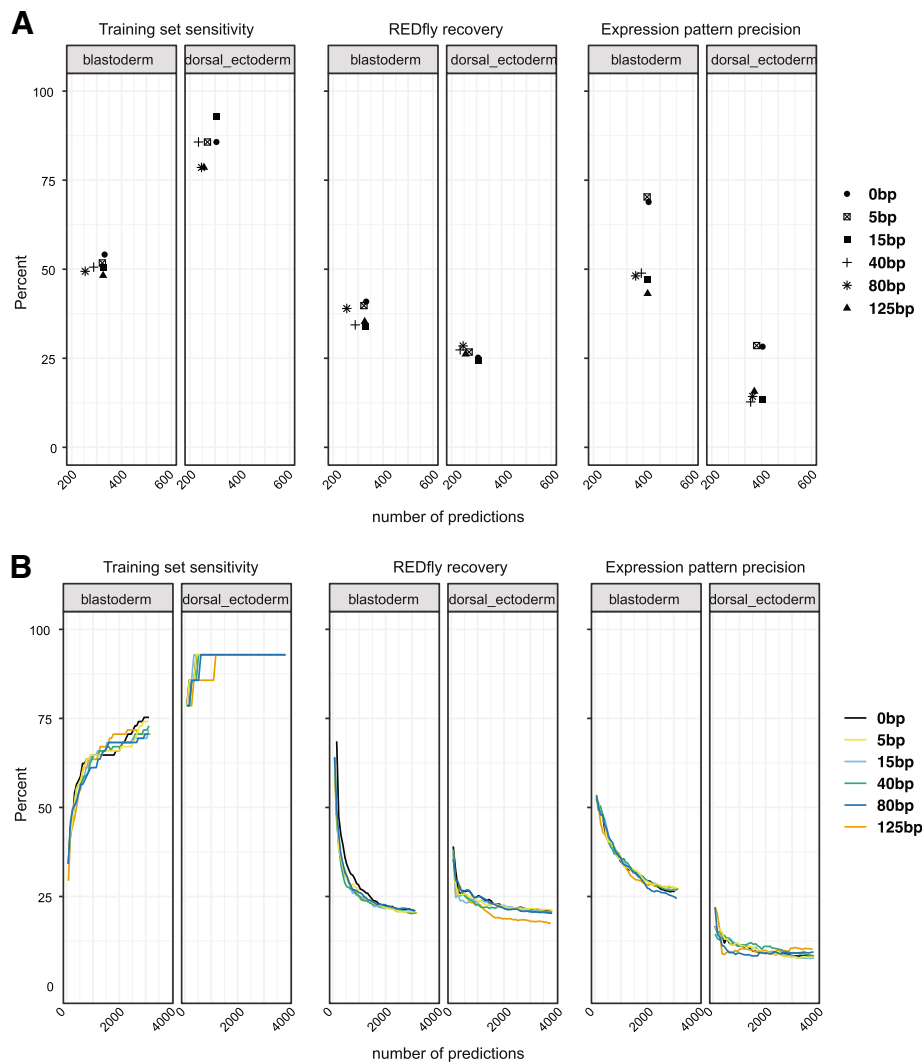 A
Training set sensitivity
REDfly recovery
Expression pattern precision
blastoderm
dorsal_ectoderm
blastoderm
dorsal_ectoderm
blastoderm
dorsal_ectoderm
100
75
50
25
0
Percent
200 400 600 200 400 600 200 400 600 200 400 600 200 400 600 200 400 600
number of predictions
0bp
5bp
15bp
40bp
80bp
125bp
B
Training set sensitivity
REDfly recovery
Expression pattern precision
blastoderm
dorsal_ectoderm
blastoderm
dorsal_ectoderm
blastoderm
dorsal_ectoderm
100
75
50
25
0
Percent
0 2000 4000 0 2000 4000 0 2000 4000 0 2000 4000 0 2000 4000 0 2000 4000
number of predictions
0bp
5bp
15bp
40bp
80bp
125bp